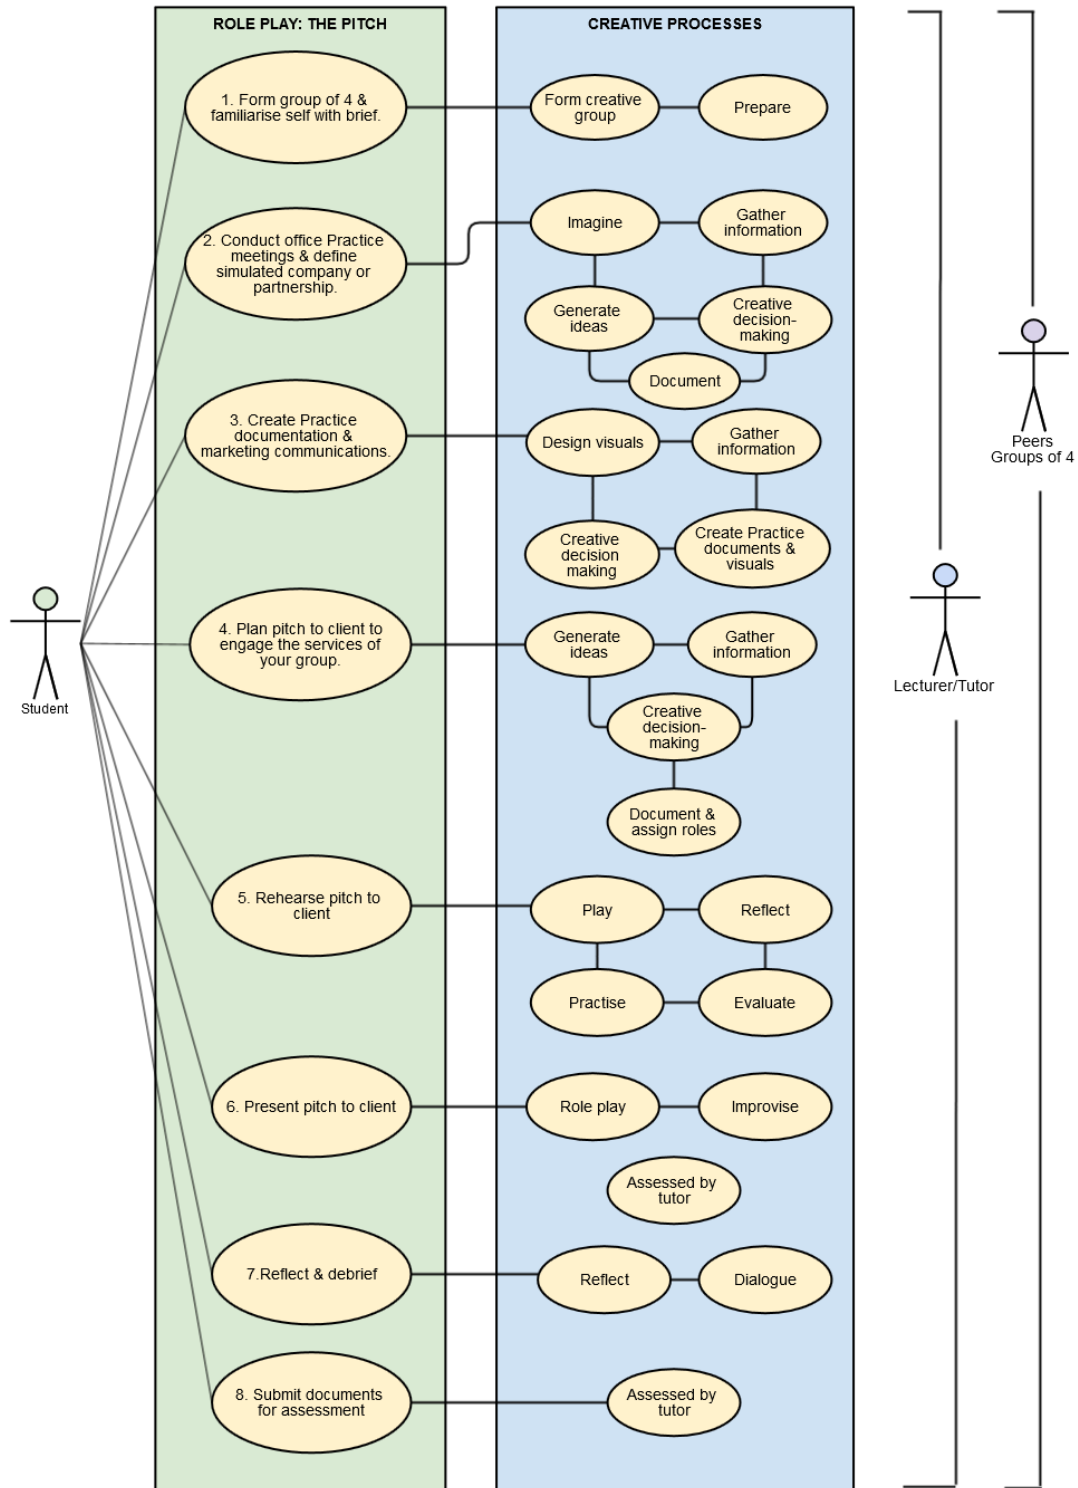 ROLE PLAY: THE PITCH
CREATIVE PROCESSES
1. Form group of 4 &
familiarise self with brief.
Form creative
group
Prepare
2. Conduct office Practice
meetings & define
simulated company or
partnership.
Imagine
Gather
information
Generate
ideas
Creative
decision-
making
Document
3. Create Practice
documentation &
marketing communications.
Design visuals
Gather
information
Creative
decision
making
Create Practice
documents &
visuals
Peers
Groups of 4
Student
4. Plan pitch to client to
engage the services of
your group.
Generate
ideas
Gather
information
Creative
decision-
making
Document &
assign roles
Lecturer/Tutor
5. Rehearse pitch to
client
Play
Reflect
Practise
Evaluate
6. Present pitch to client
Role play
Improvise
Assessed by
tutor
7.Reflect & debrief
Reflect
Dialogue
8. Submit documents
for assessment
Assessed by
tutor